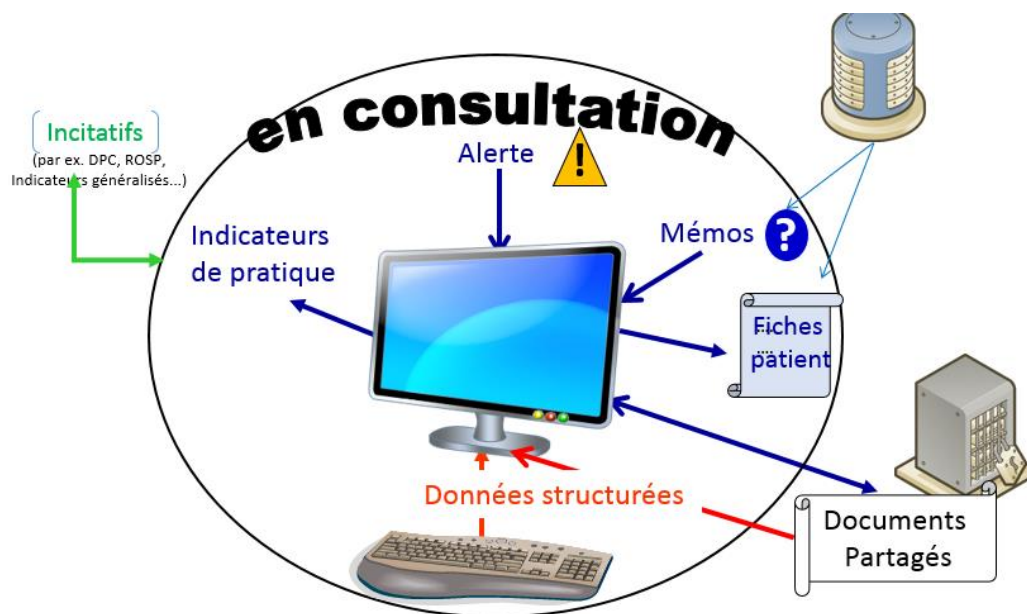 en consultation
Incitatifs
(par ex. DPC, ROSP,
Indicateurs généralisés...)
Alerte
!
Indicateurs
de pratique
Mémos ?
Fiches
patient
Données structurées
Documents
Partagés